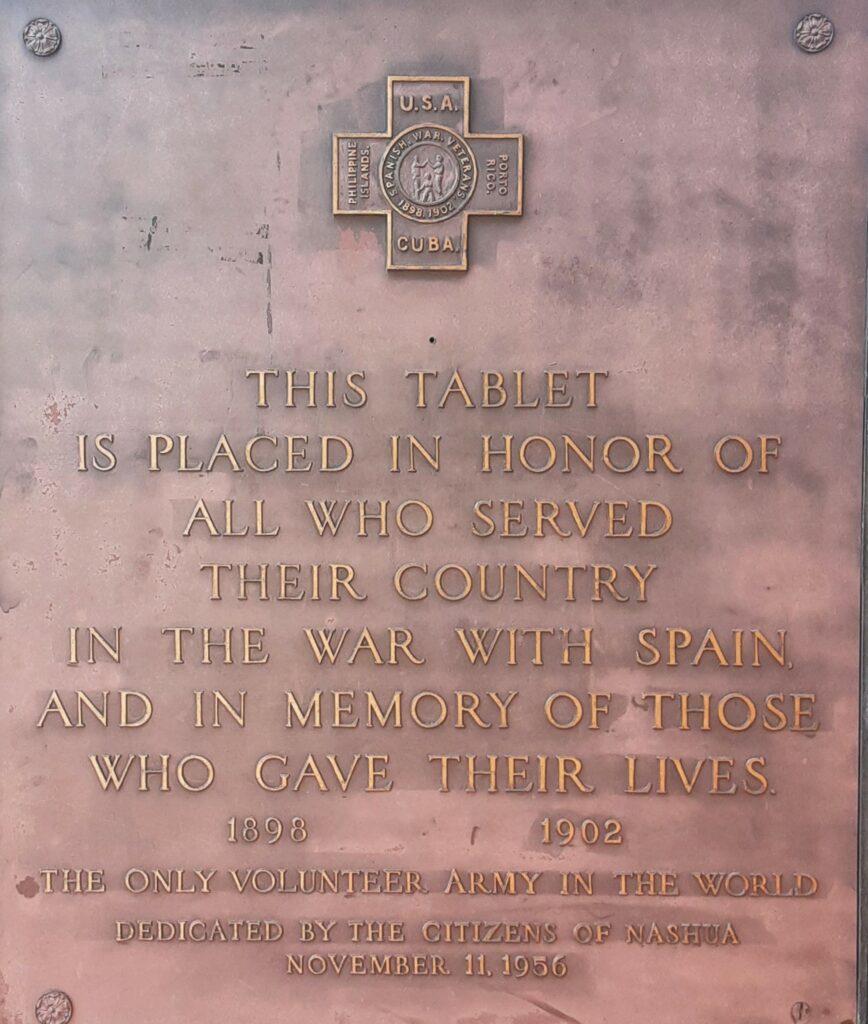 U.S.A.
PHILIPPINE
ISLANDS.
SPANISH. WAR. VETERANS
1898.1902.
PORTO
RICO.
CUBA.
THIS TABLET
IS PLACED IN HONOR OF
ALL WHO SERVED
THEIR COUNTRY
IN THE WAR WITH SPAIN,
AND IN MEMORY OF THOSE
WHO GAVE THEIR LIVES.
1898 1902
THE ONLY VOLUNTEER ARMY IN THE WORLD
DEDICATED BY THE CITIZENS OF NASHUA
NOVEMBER 11, 1956